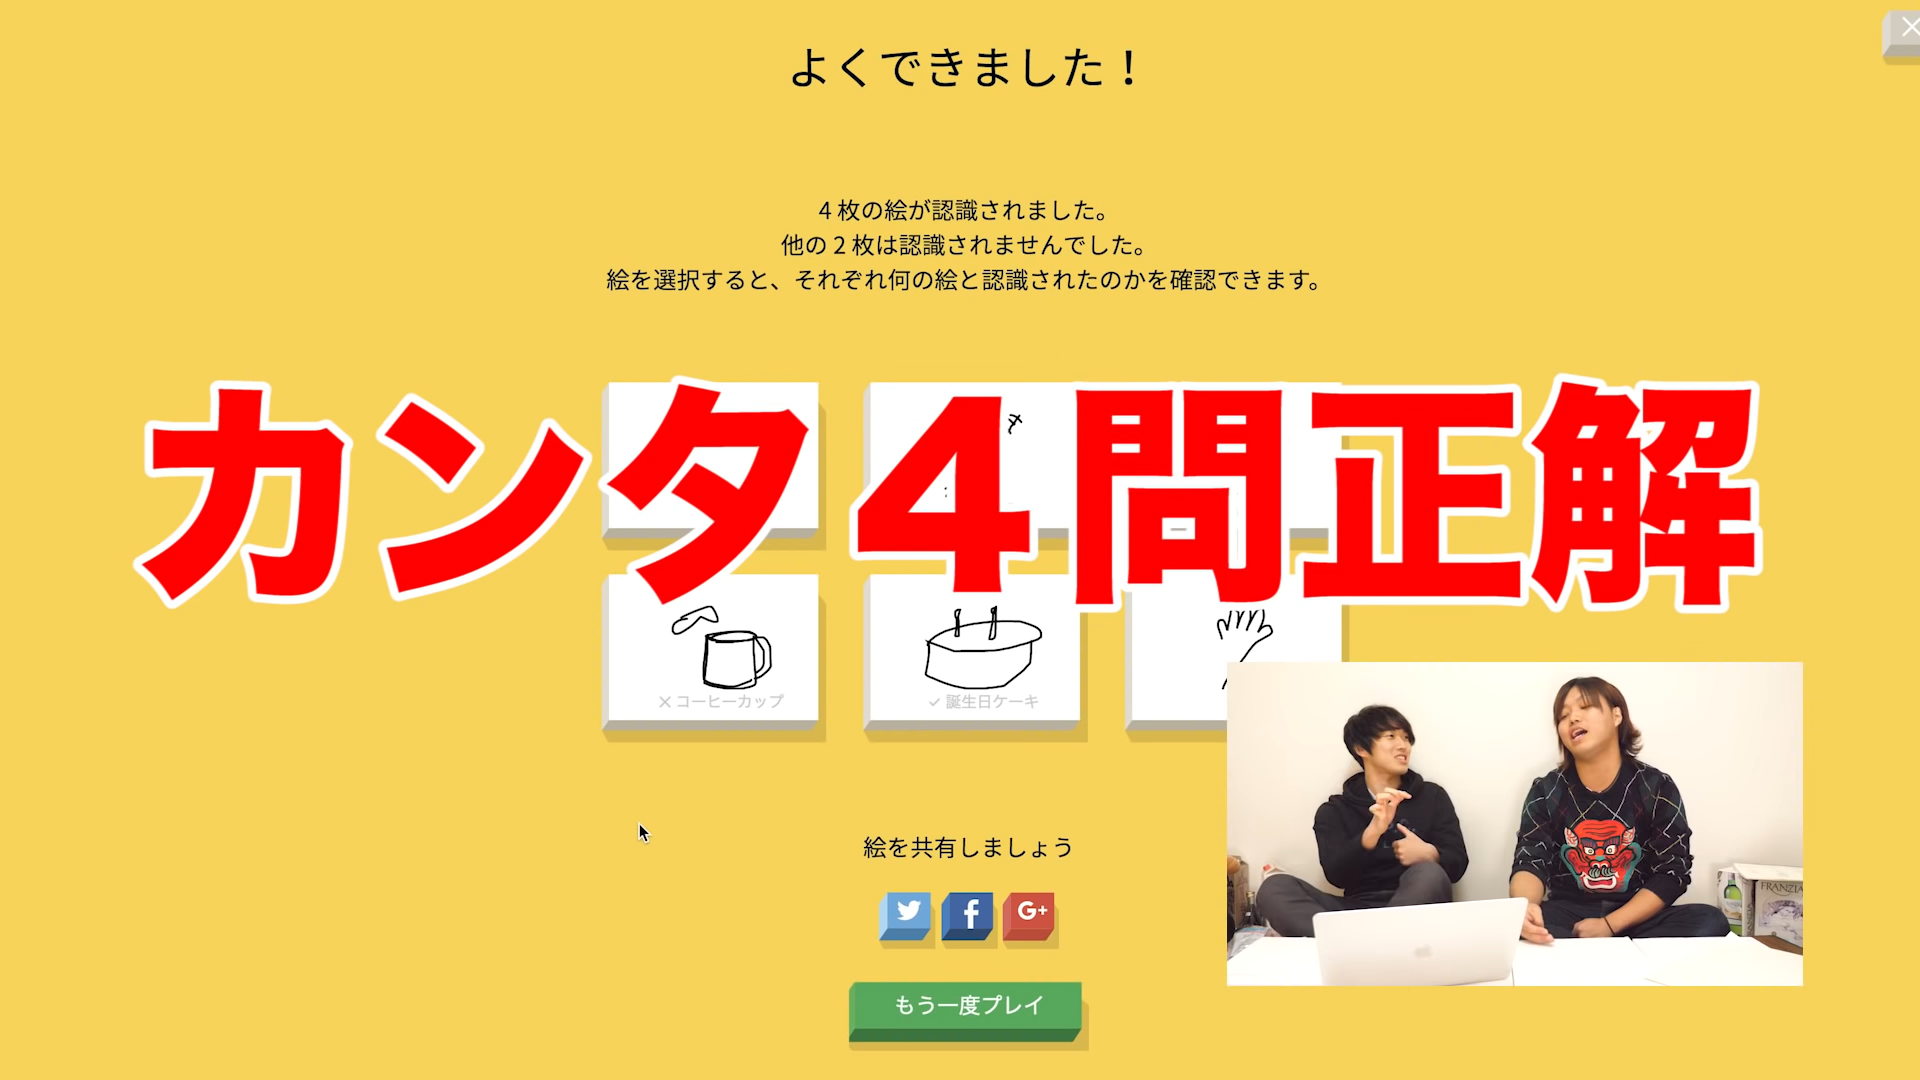 よくできました！
4 枚の絵が認識されました。
他の 2 枚は認識されませんでした。
絵を選択すると、それぞれ何の絵と認識されたのかを確認できます。
カンタ4問正解
× コーヒーカップ
✓ 誕生日ケーキ
絵を共有しましょう
G+
もう一度プレイ
FRANZIA